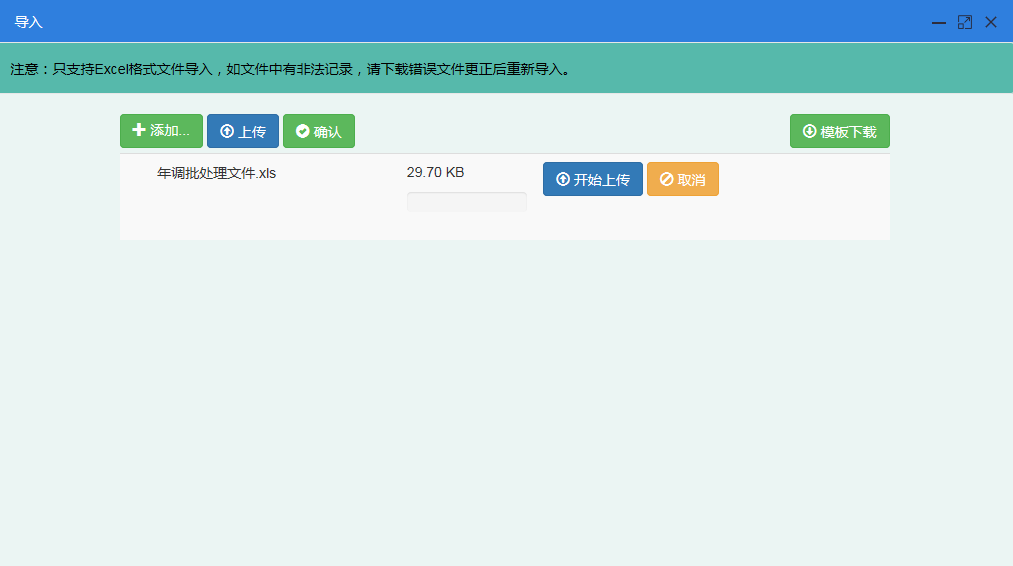 导入
注意：只支持Excel格式文件导入，如文件中有非法记录，请下载错误文件更正后重新导入。
添加... 上传 确认 模板下载
年调批处理文件.xls 29.70 KB 开始上传 取消